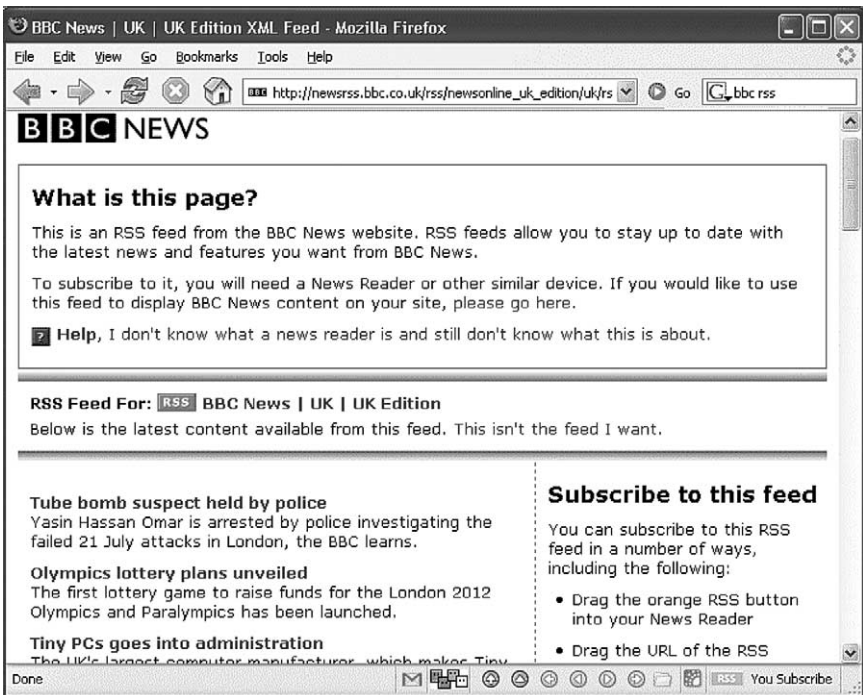 BBC News | UK | UK Edition XML Feed - Mozilla Firefox
File Edit View Go Bookmarks Tools Help
http://newsrss.bbc.co.uk/rss/newsonline_uk_edition/uk/rs Go G bbc rss
BBC NEWS
What is this page?
This is an RSS feed from the BBC News website. RSS feeds allow you to stay up to date with
the latest news and features you want from BBC News.
To subscribe to it, you will need a News Reader or other similar device. If you would like to use
this feed to display BBC News content on your site, please go here.
? Help, I don't know what a news reader is and still don't know what this is about.
RSS Feed For: RSS BBC News | UK | UK Edition
Below is the latest content available from this feed. This isn't the feed I want.
Tube bomb suspect held by police
Yasin Hassan Omar is arrested by police investigating the
failed 21 July attacks in London, the BBC learns.
Olympics lottery plans unveiled
The first lottery game to raise funds for the London 2012
Olympics and Paralympics has been launched.
Tiny PCs goes into administration
The UK's largest computer manufacturer, which makes Tiny
Subscribe to this feed
You can subscribe to this RSS
feed in a number of ways,
including the following:
• Drag the orange RSS button
into your News Reader
• Drag the URL of the RSS
Done RSS You Subscribe